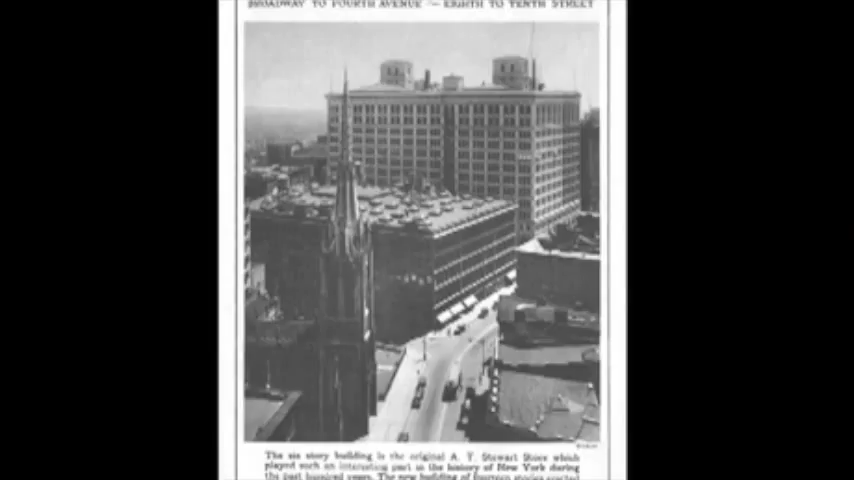 BROADWAY TO FOURTH AVENUE — EIGHTH TO TENTH STREET
The six story building is the original A. T. Stewart Store which
played such an interesting part in the history of New York during
the past hundred years. The new building of fourteen stories erected